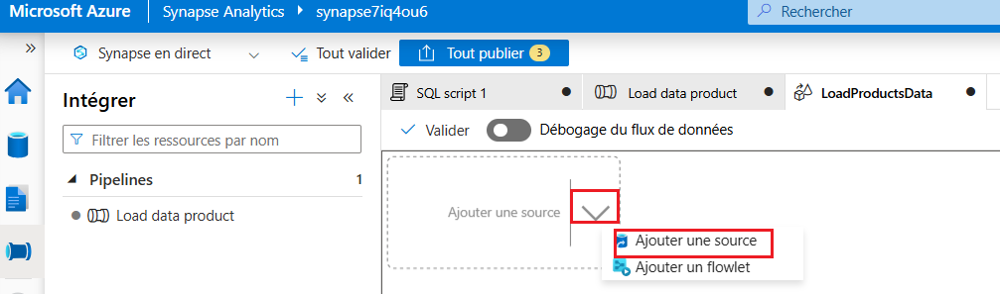 Microsoft Azure
Synapse Analytics
synapse7iq4ou6
Rechercher
»
Synapse en direct
Tout valider
Tout publier
3
Intégrer
SQL script 1
Load data product
LoadProductsData
Filtrer les ressources par nom
Valider
Débogage du flux de données
Pipelines
1
Load data product
Ajouter une source
Ajouter une source
Ajouter un flowlet